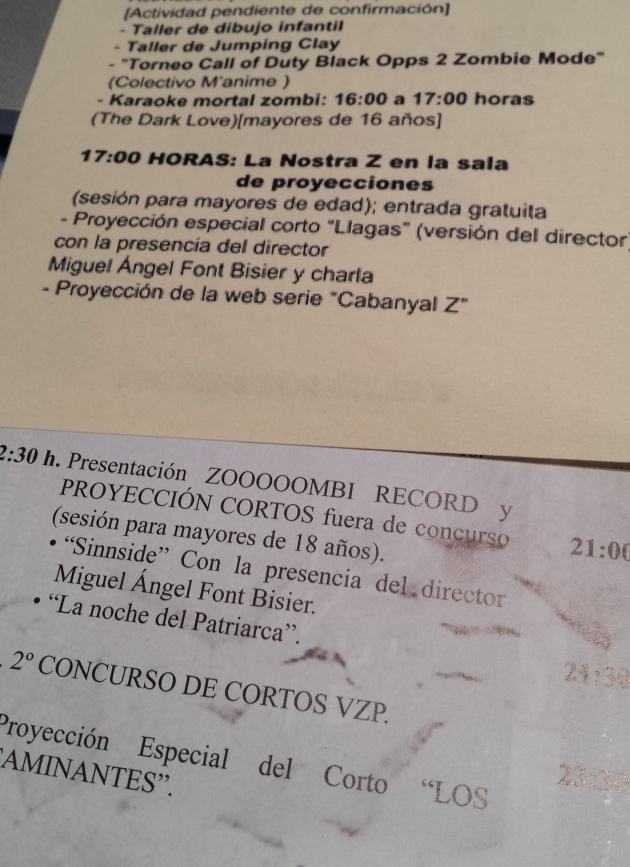 [Actividad pendiente de confirmación]
- Taller de dibujo infantil
- Taller de Jumping Clay
- "Torneo Call of Duty Black Opps 2 Zombie Mode"
(Colectivo M'anime )
- Karaoke mortal zombi: 16:00 a 17:00 horas
(The Dark Love)[mayores de 16 años]
17:00 HORAS: La Nostra Z en la sala
de proyecciones
(sesión para mayores de edad); entrada gratuita
- Proyección especial corto "Llagas" (versión del director)
con la presencia del director
Miguel Ángel Font Bisier y charla
- Proyección de la web serie "Cabanyal Z"
2:30 h. Presentación ZOOOOOMBI RECORD y
PROYECCIÓN CORTOS fuera de concurso
(sesión para mayores de 18 años).
• “Sinnside” Con la presencia del director
Miguel Ángel Font Bisier.
• “La noche del Patriarca”.
. 2º CONCURSO DE CORTOS VZP.
Proyección Especial del Corto “LOS
CAMINANTES”.
21:00
21:30
23:30